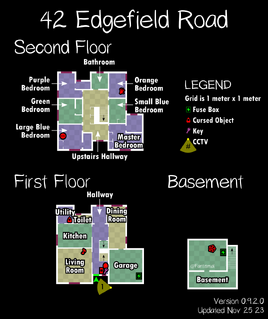 42 Edgefield Road
Second Floor
Bathroom
Purple Bedroom
Orange Bedroom
Green Bedroom
Small Blue Bedroom
Large Blue Bedroom
Master Bedroom
Upstairs Hallway
LEGEND
Grid is 1 meter x 1 meter
Fuse Box
Cursed Object
Key
CCTV
First Floor
Hallway
Utility
Toilet
Dining Room
Kitchen
Living Room
Garage
Basement
Basement
Version 0.9.2.0
Updated Nov 25 23